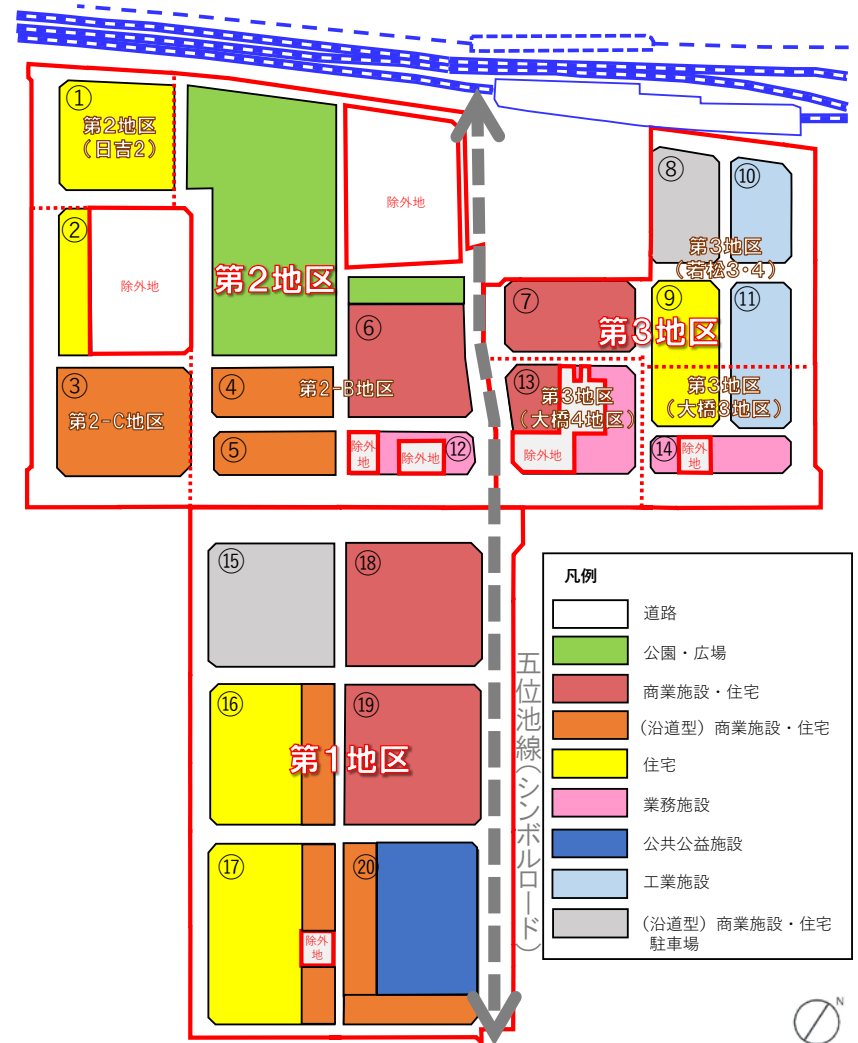 ①
第2地区
(日吉2)
除外地
⑧
⑩
②
除外地
第2地区
第3地区
(若松3・4)
⑥
⑦
⑨
⑪
第3地区
③
④
第2-B地区
⑬
第3地区
(大橋4地区)
第3地区
(大橋3地区)
第2-C地区
⑤
除外
地
除外地
⑫
除外地
⑭
除外
地
⑮
⑱
⑯
⑲
第1地区
⑰
⑳
除外
地
五位池線(シンボルロード)
凡例
道路
公園・広場
商業施設・住宅
(沿道型)商業施設・住宅
住宅
業務施設
公共公益施設
工業施設
(沿道型)商業施設・住宅
駐車場
N